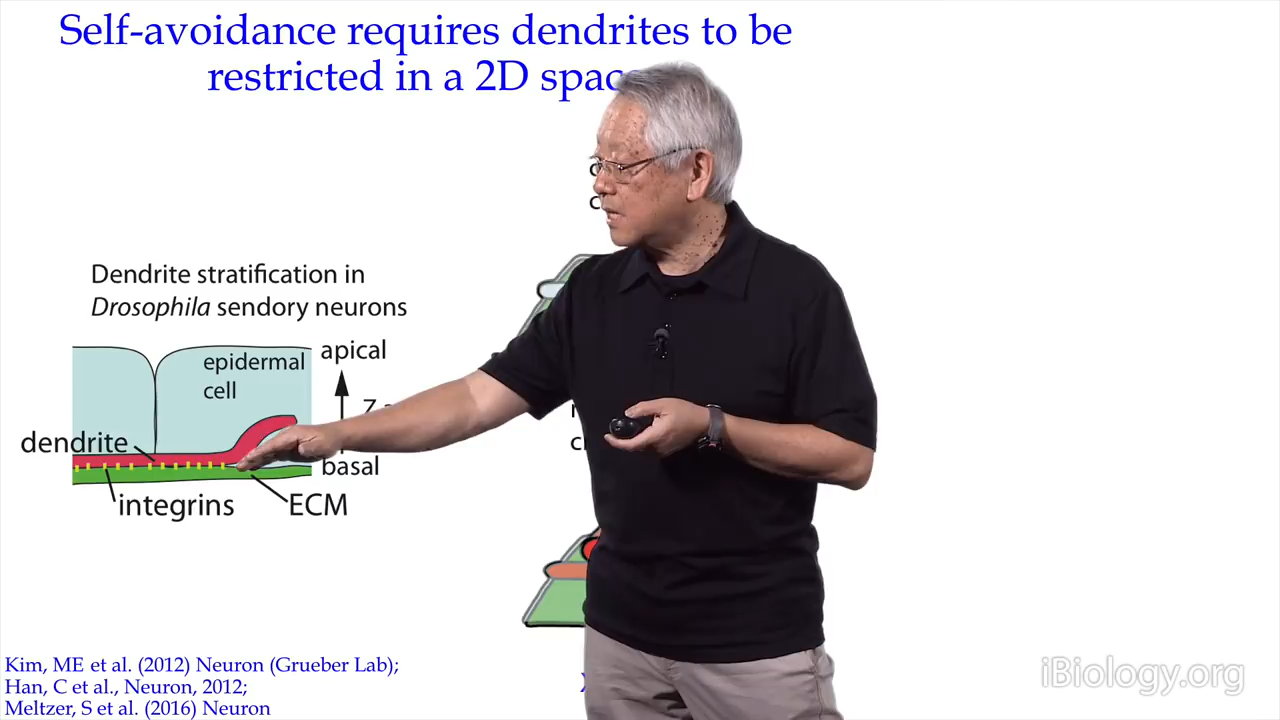 Self-avoidance requires dendrites to be
restricted in a 2D
Dendrite stratification in
Drosophila sendory neurons
epidermal
cell
apical
Z
dendrite
basal
integrins
ECM
Kim, ME et al. (2012) Neuron (Grueber Lab);
Han, C et al., Neuron, 2012;
Meltzer, S et al. (2016) Neuron
iBiology.org